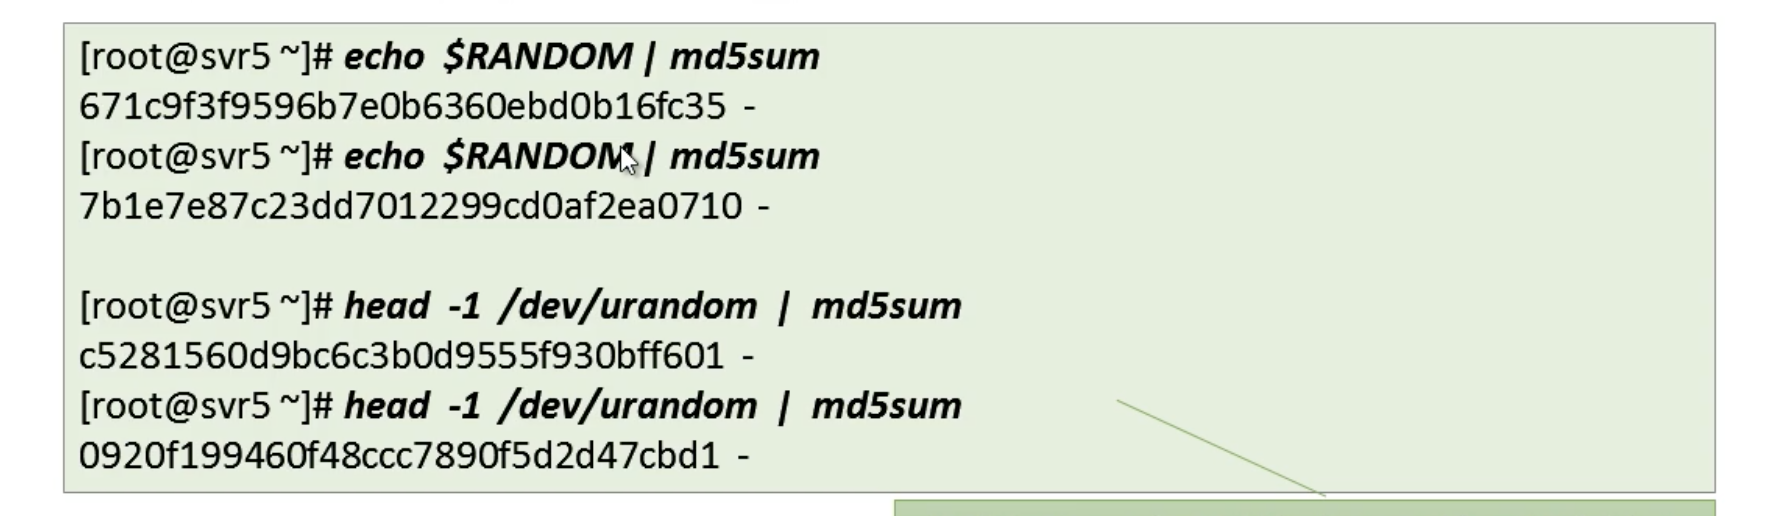 [root@svr5 ~]# echo $RANDOM | md5sum
671c9f3f9596b7e0b6360ebd0b16fc35 -
[root@svr5 ~]# echo $RANDOM | md5sum
7b1e7e87c23dd7012299cd0af2ea0710 -
[root@svr5 ~]# head -1 /dev/urandom | md5sum
c5281560d9bc6c3b0d9555f930bff601 -
[root@svr5 ~]# head -1 /dev/urandom | md5sum
0920f199460f48ccc7890f5d2d47cbd1 -